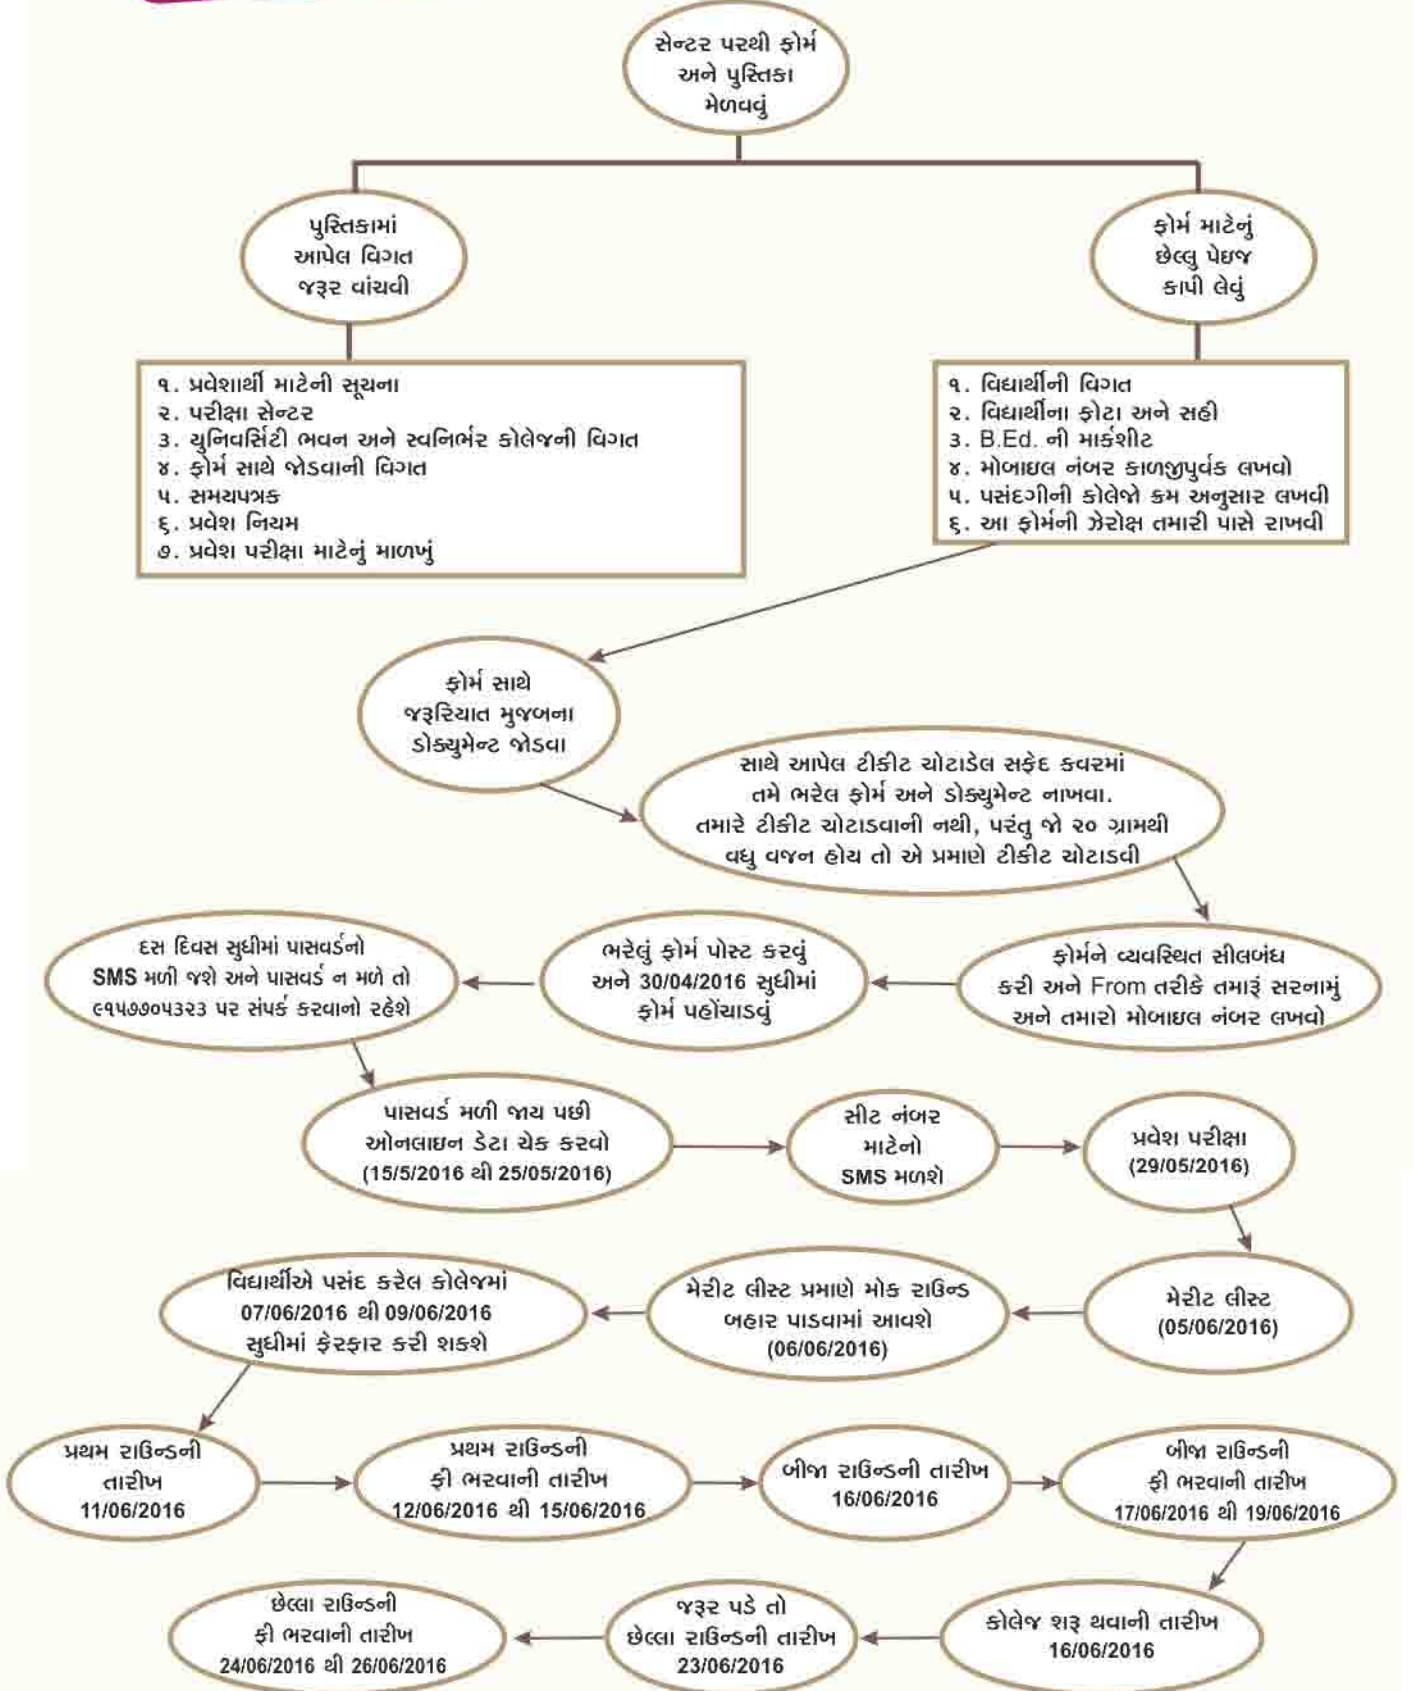 સેન્ટર પરથી ફોર્મ
અને પુસ્તિકા
મેળવવું
પુસ્તિકામાં
આપેલ વિગત
જરૂર વાંચવી
ફોર્મ માટેનું
છેલ્લુ પેઇજ
કાપી લેવું
૧. પ્રવેશાર્થી માટેની સૂચના
૨. પરીક્ષા સેન્ટર
૩. યુનિવર્સિટી ભવન અને સ્વનિર્ભર કોલેજની વિગત
૪. ફોર્મ સાથે જોડવાની વિગત
૫. સમયપત્રક
૬. પ્રવેશ નિયમ
૭. પ્રવેશ પરીક્ષા માટેનું માળખું
૧. વિદ્યાર્થીની વિગત
૨. વિદ્યાર્થીના ફોટા અને સહી
૩. B.Ed. ની માર્કશીટ
૪. મોબાઇલ નંબર કાળજીપુર્વક લખવો
૫. પસંદગીની કોલેજો ક્રમ અનુસાર લખવી
૬. આ ફોર્મની ઝેરોક્ષ તમારી પાસે રાખવી
ફોર્મ સાથે
જરૂરિયાત મુજબના
ડોક્યુમેન્ટ જોડવા
સાથે આપેલ ટીકીટ ચોટાડેલ સફેદ કવરમાં
તમે ભરેલ ફોર્મ અને ડોક્યુમેન્ટ નાખવા.
તમારે ટીકીટ ચોટાડવાની નથી, પરંતુ જો ૨૦ ગ્રામથી
વધુ વજન હોય તો એ પ્રમાણે ટીકીટ ચોટાડવી
દસ દિવસ સુધીમાં પાસવર્ડનો
SMS મળી જશે અને પાસવર્ડ ન મળે તો
૯૧૫૭૭૦૫૩૨૩ પર સંપર્ક કરવાનો રહેશે
ભરેલું ફોર્મ પોસ્ટ કરવું
અને 30/04/2016 સુધીમાં
ફોર્મ પહોંચાડવું
ફોર્મને વ્યવસ્થિત સીલબંધ
કરી અને From તરીકે તમારૂં સરનામું
અને તમારો મોબાઇલ નંબર લખવો
પાસવર્ડ મળી જાય પછી
ઓનલાઇન ડેટા ચેક કરવો
(15/5/2016 થી 25/05/2016)
સીટ નંબર
માટેનો
SMS મળશે
પ્રવેશ પરીક્ષા
(29/05/2016)
વિદ્યાર્થીએ પસંદ કરેલ કોલેજમાં
07/06/2016 થી 09/06/2016
સુધીમાં ફેરફાર કરી શકશે
મેરીટ લીસ્ટ પ્રમાણે મોક રાઉન્ડ
બહાર પાડવામાં આવશે
(06/06/2016)
મેરીટ લીસ્ટ
(05/06/2016)
પ્રથમ રાઉન્ડની
તારીખ
11/06/2016
પ્રથમ રાઉન્ડની
ફી ભરવાની તારીખ
12/06/2016 થી 15/06/2016
બીજા રાઉન્ડની તારીખ
16/06/2016
બીજા રાઉન્ડની
ફી ભરવાની તારીખ
17/06/2016 થી 19/06/2016
છેલ્લા રાઉન્ડની
ફી ભરવાની તારીખ
24/06/2016 થી 26/06/2016
જરૂર પડે તો
છેલ્લા રાઉન્ડની તારીખ
23/06/2016
કોલેજ શરૂ થવાની તારીખ
16/06/2016